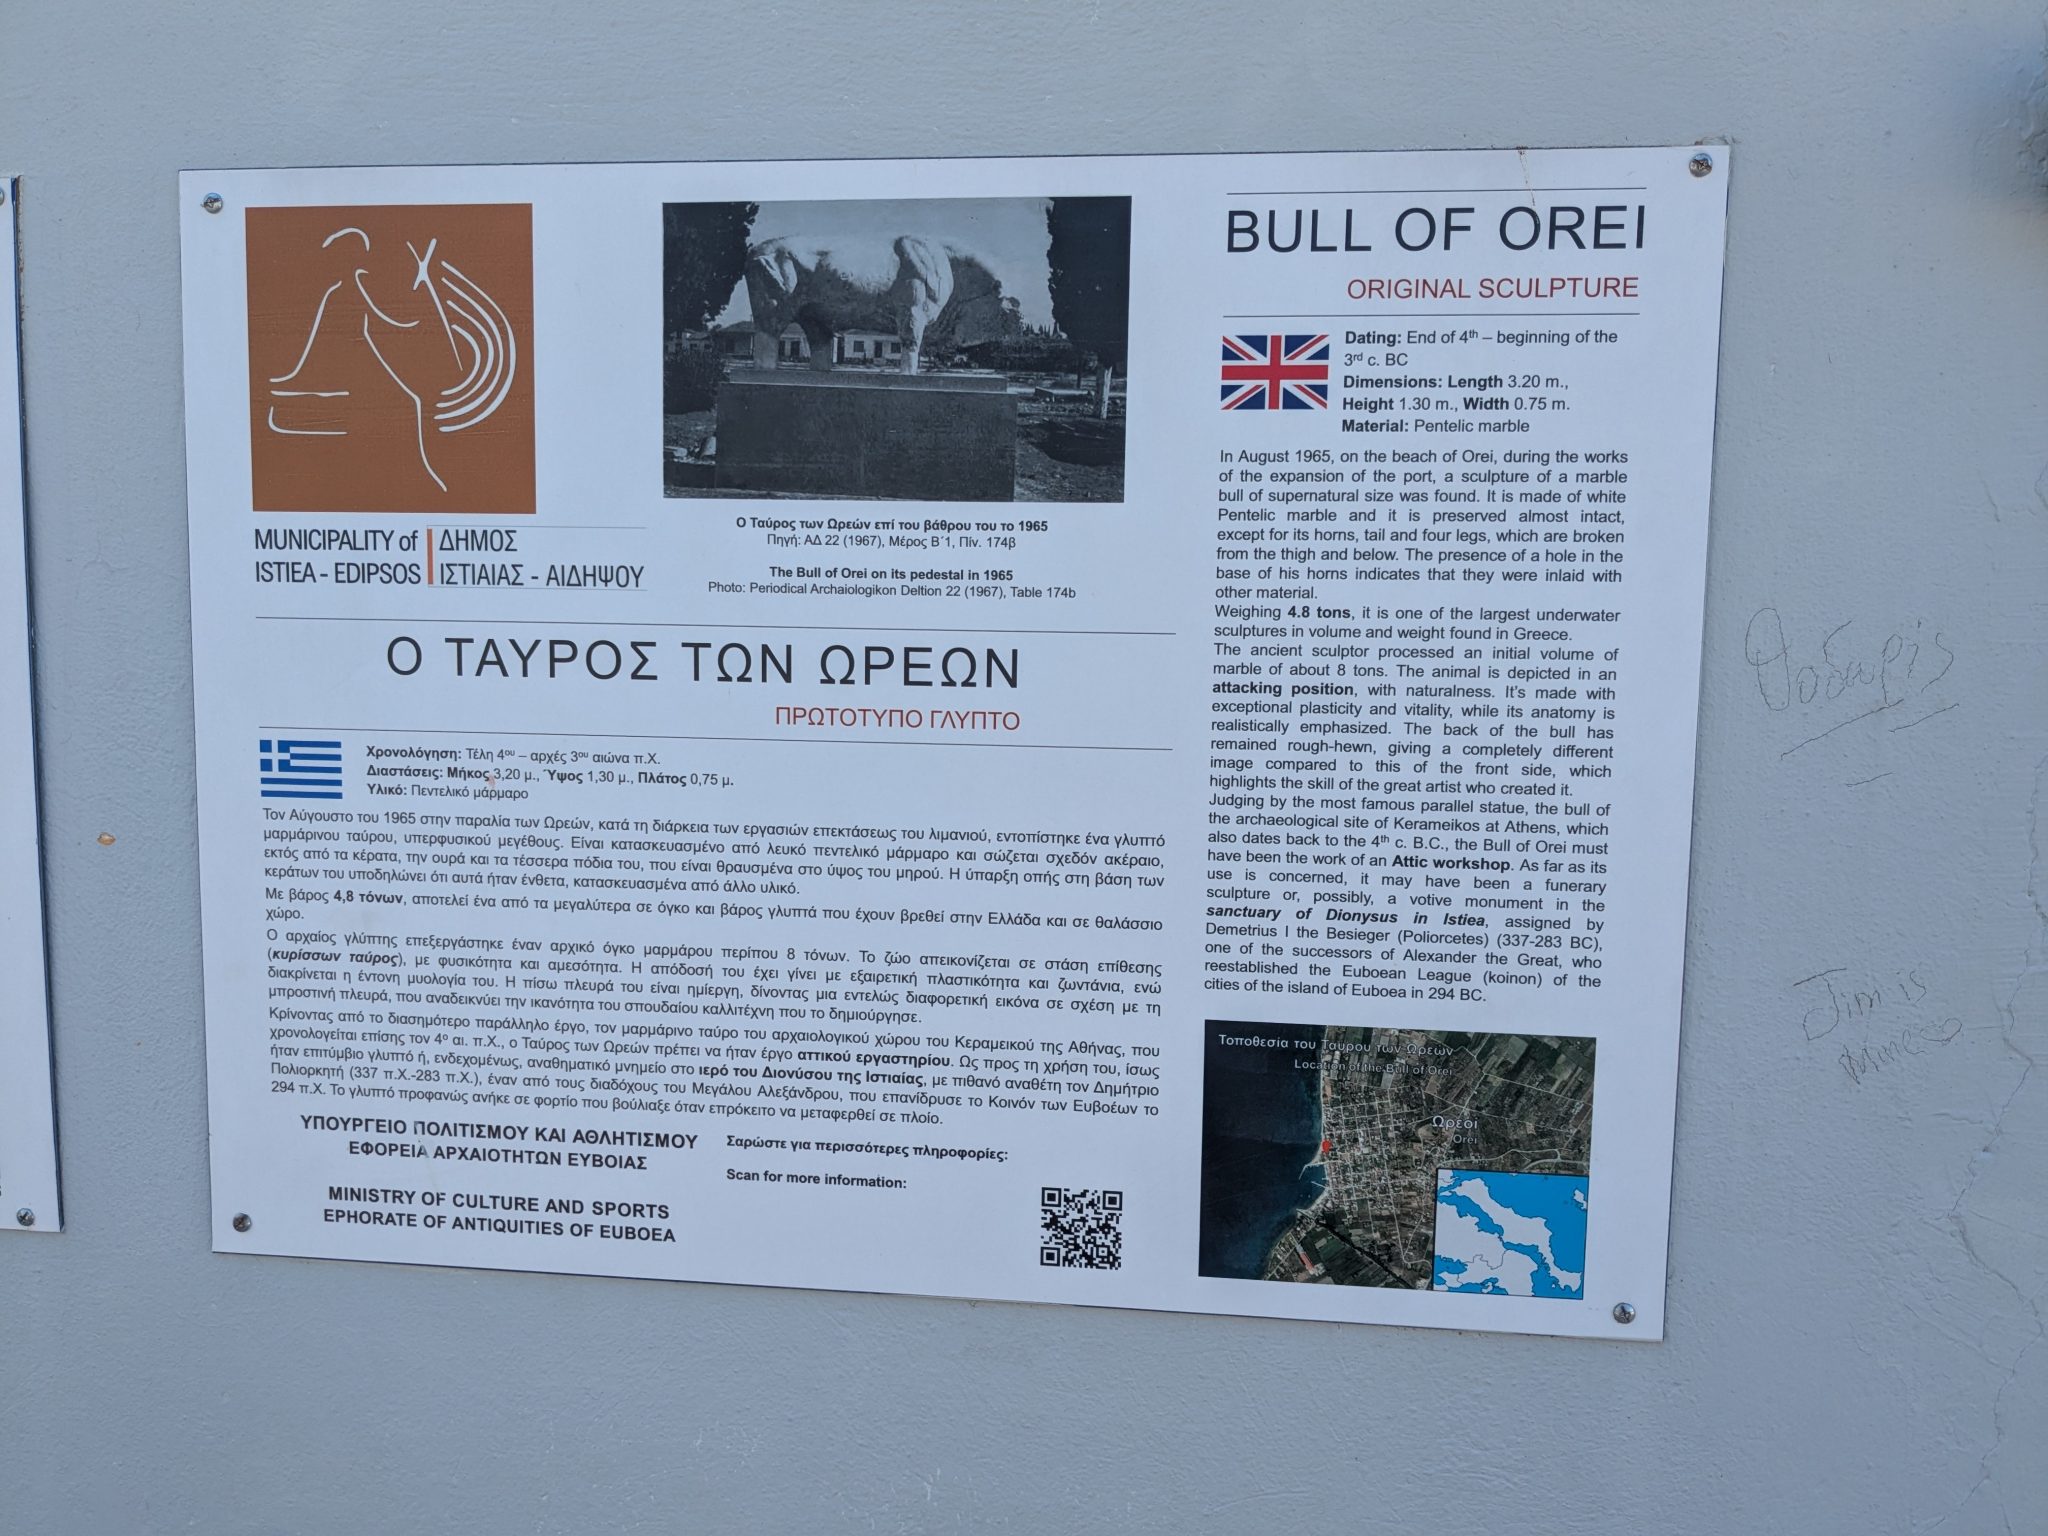 MUNICIPALITY of
ISTIEA - EDIPSOS
ΔΗΜΟΣ
ΙΣΤΙΑΙΑΣ - ΑΙΔΗΨΟΥ
Ο Ταύρος των Ωρεών επί του βάθρου του το 1965
Πηγή: ΑΔ 22 (1967), Μέρος Β΄1, Πίν. 174β
The Bull of Orei on its pedestal in 1965
Photo: Periodical Archaiologikon Deltion 22 (1967), Table 174b
Ο ΤΑΥΡΟΣ ΤΩΝ ΩΡΕΩΝ
ΠΡΩΤΟΤΥΠΟ ΓΛΥΠΤΟ
Χρονολόγηση: Τέλη 4ου – αρχές 3ου αιώνα π.Χ.
Διαστάσεις: Μήκος 3,20 μ., Ύψος 1,30 μ., Πλάτος 0,75 μ.
Υλικό: Πεντελικό μάρμαρο
Τον Αύγουστο του 1965 στην παραλία των Ωρεών, κατά τη διάρκεια των εργασιών επεκτάσεως του λιμανιού, εντοπίστηκε ένα γλυπτό
μαρμάρινου ταύρου, υπερφυσικού μεγέθους. Είναι κατασκευασμένο από λευκό πεντελικό μάρμαρο και σώζεται σχεδόν ακέραιο,
εκτός από τα κέρατα, την ουρά και τα τέσσερα πόδια του, που είναι θραυσμένα στο ύψος του μηρού. Η ύπαρξη οπής στη βάση των
κεράτων του υποδηλώνει ότι αυτά ήταν ένθετα, κατασκευασμένα από άλλο υλικό.
Με βάρος 4,8 τόνων, αποτελεί ένα από τα μεγαλύτερα σε όγκο και βάρος γλυπτά που έχουν βρεθεί στην Ελλάδα και σε θαλάσσιο
χώρο.
Ο αρχαίος γλύπτης επεξεργάστηκε έναν αρχικό όγκο μαρμάρου περίπου 8 τόνων. Το ζώο απεικονίζεται σε στάση επίθεσης
(κυρίσσων ταύρος), με φυσικότητα και αμεσότητα. Η απόδοσή του έχει γίνει με εξαιρετική πλαστικότητα και ζωντάνια, ενώ
διακρίνεται η έντονη μυολογία του. Η πίσω πλευρά του είναι ημίεργη, δίνοντας μια εντελώς διαφορετική εικόνα σε σχέση με τη
μπροστινή πλευρά, που αναδεικνύει την ικανότητα του σπουδαίου καλλιτέχνη που το δημιούργησε.
Κρίνοντας από το διασημότερο παράλληλο έργο, τον μαρμάρινο ταύρο του αρχαιολογικού χώρου του Κεραμεικού της Αθήνας, που
χρονολογείται επίσης τον 4ο αι. π.Χ., ο Ταύρος των Ωρεών πρέπει να ήταν έργο αττικού εργαστηρίου. Ως προς τη χρήση του, ίσως
ήταν επιτύμβιο γλυπτό ή, ενδεχομένως, αναθηματικό μνημείο στο ιερό του Διονύσου της Ιστιαίας, με πιθανό αναθέτη τον Δημήτριο
Πολιορκητή (337 π.Χ.-283 π.Χ.), έναν από τους διαδόχους του Μεγάλου Αλεξάνδρου, που επανίδρυσε το Κοινόν των Ευβοέων το
294 π.Χ. Το γλυπτό προφανώς ανήκε σε φορτίο που βούλιαξε όταν επρόκειτο να μεταφερθεί σε πλοίο.
ΥΠΟΥΡΓΕΙΟ ΠΟΛΙΤΙΣΜΟΥ ΚΑΙ ΑΘΛΗΤΙΣΜΟΥ
ΕΦΟΡΕΙΑ ΑΡΧΑΙΟΤΗΤΩΝ ΕΥΒΟΙΑΣ
MINISTRY OF CULTURE AND SPORTS
EPHORATE OF ANTIQUITIES OF EUBOEA
Σαρώστε για περισσότερες πληροφορίες:
Scan for more information:
BULL OF OREI
ORIGINAL SCULPTURE
Dating: End of 4th – beginning of the
3rd c. BC
Dimensions: Length 3.20 m.,
Height 1.30 m., Width 0.75 m.
Material: Pentelic marble
In August 1965, on the beach of Orei, during the works
of the expansion of the port, a sculpture of a marble
bull of supernatural size was found. It is made of white
Pentelic marble and it is preserved almost intact,
except for its horns, tail and four legs, which are broken
from the thigh and below. The presence of a hole in the
base of his horns indicates that they were inlaid with
other material.
Weighing 4.8 tons, it is one of the largest underwater
sculptures in volume and weight found in Greece.
The ancient sculptor processed an initial volume of
marble of about 8 tons. The animal is depicted in an
attacking position, with naturalness. It's made with
exceptional plasticity and vitality, while its anatomy is
realistically emphasized. The back of the bull has
remained rough-hewn, giving a completely different
image compared to this of the front side, which
highlights the skill of the great artist who created it.
Judging by the most famous parallel statue, the bull of
the archaeological site of Kerameikos at Athens, which
also dates back to the 4th c. B.C., the Bull of Orei must
have been the work of an Attic workshop. As far as its
use is concerned, it may have been a funerary
sculpture or, possibly, a votive monument in the
sanctuary of Dionysus in Istiea, assigned by
Demetrius I the Besieger (Poliorcetes) (337-283 BC),
one of the successors of Alexander the Great, who
reestablished the Euboean League (koinon) of the
cities of the island of Euboea in 294 BC.
Τοποθεσία του Ταύρου των Ωρεών
Location of the Bull of Orei
Ωρεοί
Orei
Θοδωρής
Jim is